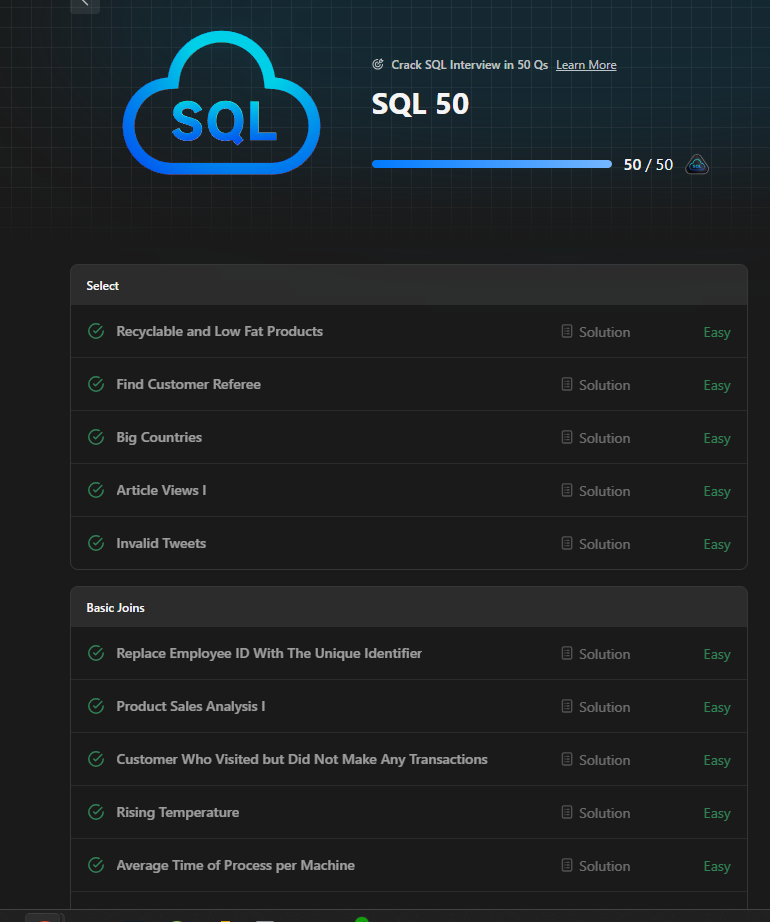 Crack SQL Interview in 50 Qs Learn More
SQL
SQL 50
50 / 50
Select
Recyclable and Low Fat Products Solution Easy
Find Customer Referee Solution Easy
Big Countries Solution Easy
Article Views I Solution Easy
Invalid Tweets Solution Easy
Basic Joins
Replace Employee ID With The Unique Identifier Solution Easy
Product Sales Analysis I Solution Easy
Customer Who Visited but Did Not Make Any Transactions Solution Easy
Rising Temperature Solution Easy
Average Time of Process per Machine Solution Easy